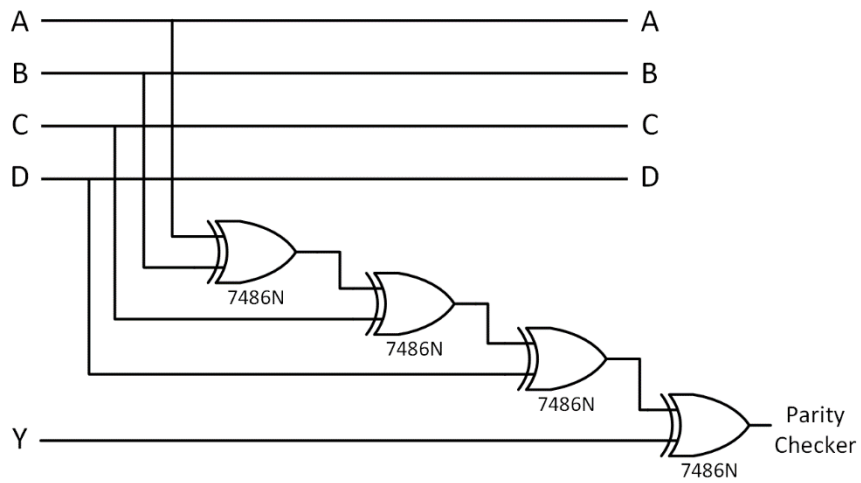 A A
B B
C C
D D
7486N
7486N
7486N
Parity
Checker
Y
7486N